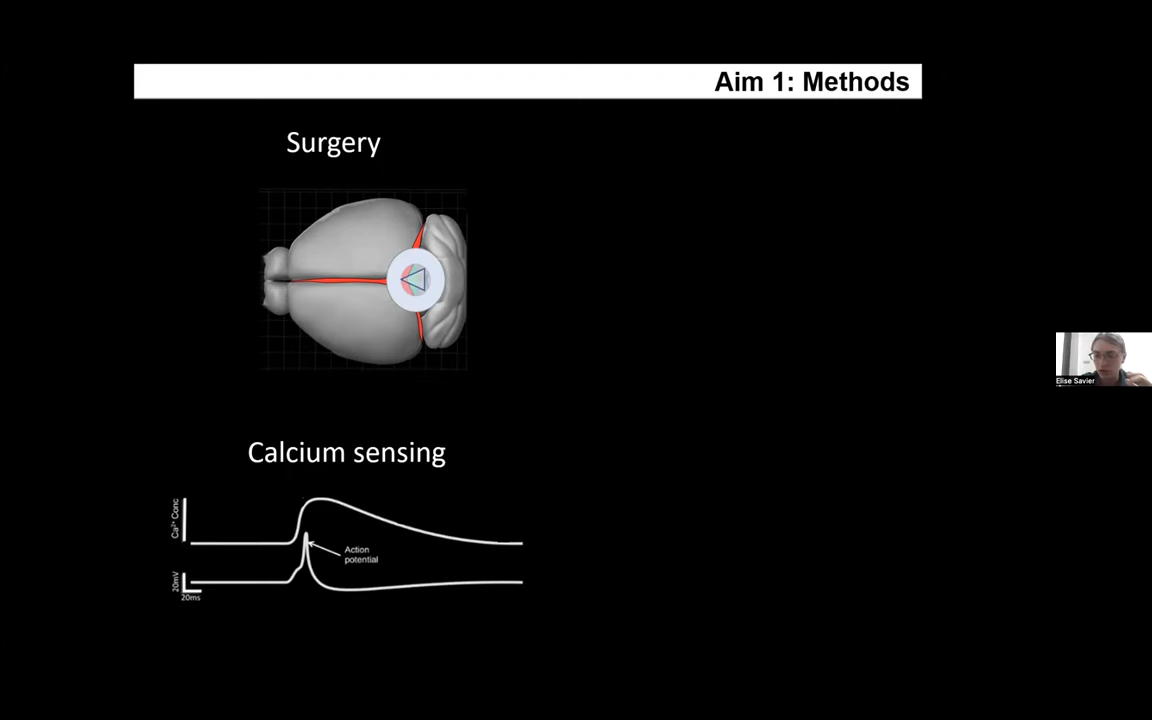 Aim 1: Methods
Surgery
Elise Savier
Calcium sensing
Ca²⁺ Conc
Action
potential
20mV
20ms